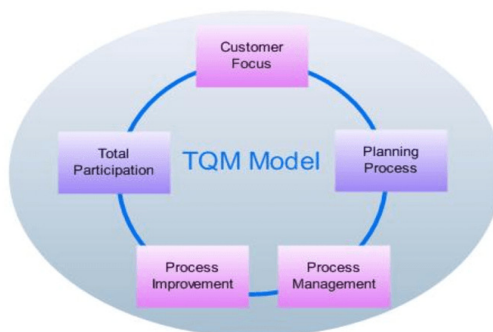 Customer
Focus
Total
Participation
TQM Model
Planning
Process
Process
Improvement
Process
Management